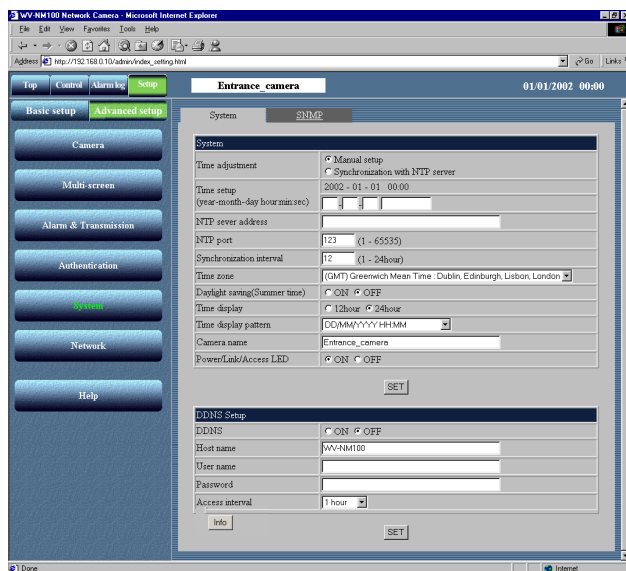 WV-NM100 Network Camera - Microsoft Internet Explorer
File Edit View Favorites Tools Help
Address http://192.168.0.10/admin/index_setting.html Go Links
Top Control Alarm log Setup Entrance_camera 01/01/2002 00:00
Basic setup Advanced setup
System SNMP
Camera
Multi-screen
Alarm & Transmission
Authentication
System
Network
Help
System
Time adjustment Manual setup
Synchronization with NTP server
Time setup 2002 - 01 - 01 00:00
(year-month-day hour:min:sec) - -
NTP sever address
NTP port 123 (1 - 65535)
Synchronization interval 12 (1 - 24hour)
Time zone (GMT) Greenwich Mean Time : Dublin, Edinburgh, Lisbon, London
Daylight saving(Summer time) ON OFF
Time display 12hour 24hour
Time display pattern DD/MM/YYYY HH:MM
Camera name Entrance_camera
Power/Link/Access LED ON OFF
SET
DDNS Setup
DDNS ON OFF
Host name WV-NM100
User name
Password
Access interval 1 hour
Info
SET
Done Internet